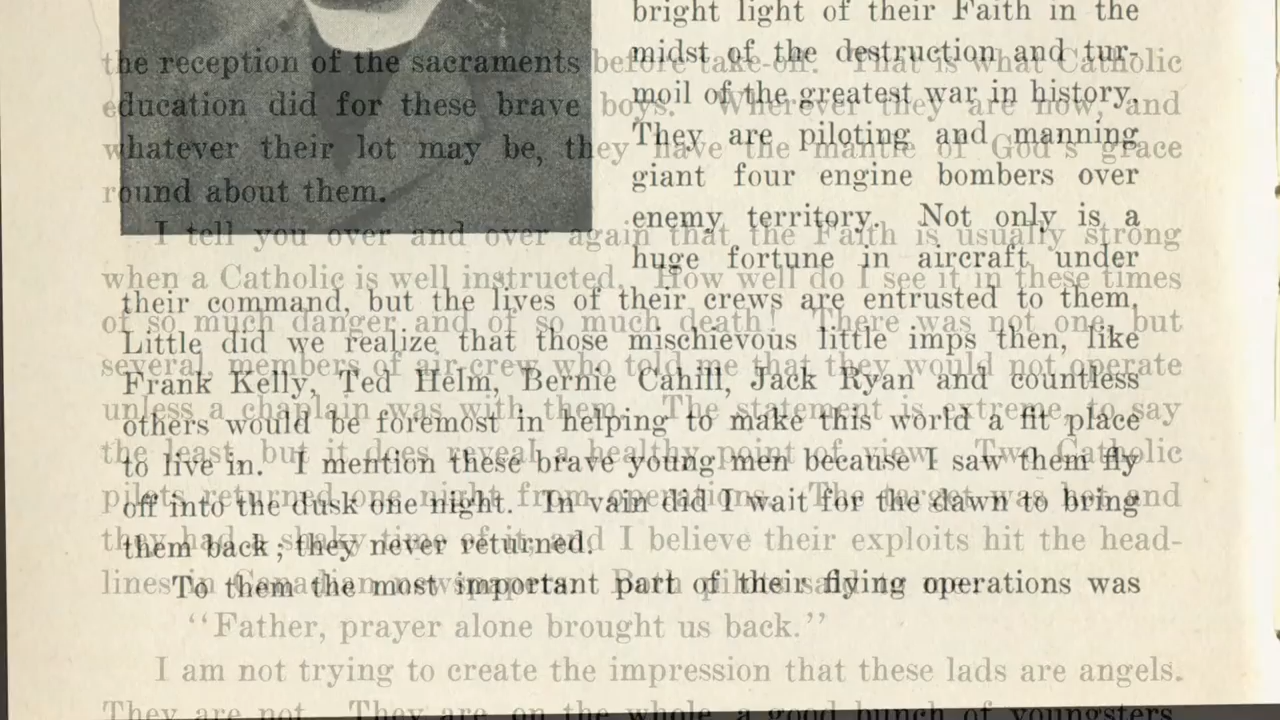 bright light of their Faith in the
midst of the destruction and tur-
moil of the greatest war in history.
They are piloting and manning
giant four engine bombers over
enemy territory. Not only is a
huge fortune in aircraft under
their command, but the lives of their crews are entrusted to them.
Little did we realize that those mischievous little imps then, like
Frank Kelly, Ted Helm, Bernie Cahill, Jack Ryan and countless
others would be foremost in helping to make this world a fit place
to live in. I mention these brave young men because I saw them fly
off into the dusk one night. In vain did I wait for the dawn to bring
them back; they never returned.
To them the most important part of their flying operations was
the reception of the sacraments before take-off. That is what Catholic
education did for these brave boys. Wherever they are now, and
whatever their lot may be, they have the mantle of God's grace
round about them.
I tell you over and over again that the Faith is usually strong
when a Catholic is well instructed. How well do I see it in these times
of so much danger and of so much death! There was not one, but
several, members of air-crew who told me that they would not operate
unless a chaplain was with them. The statement is extreme, to say
the least, but it does reveal a healthy point of view. Two Catholic
pilots returned one night from operations. The target was hot and
they had a shaky time of it, and I believe their exploits hit the head-
lines in Canadian newspapers. Both pilots said to me
"Father, prayer alone brought us back."
I am not trying to create the impression that these lads are angels.
They are not. They are on the whole a good bunch of youngsters